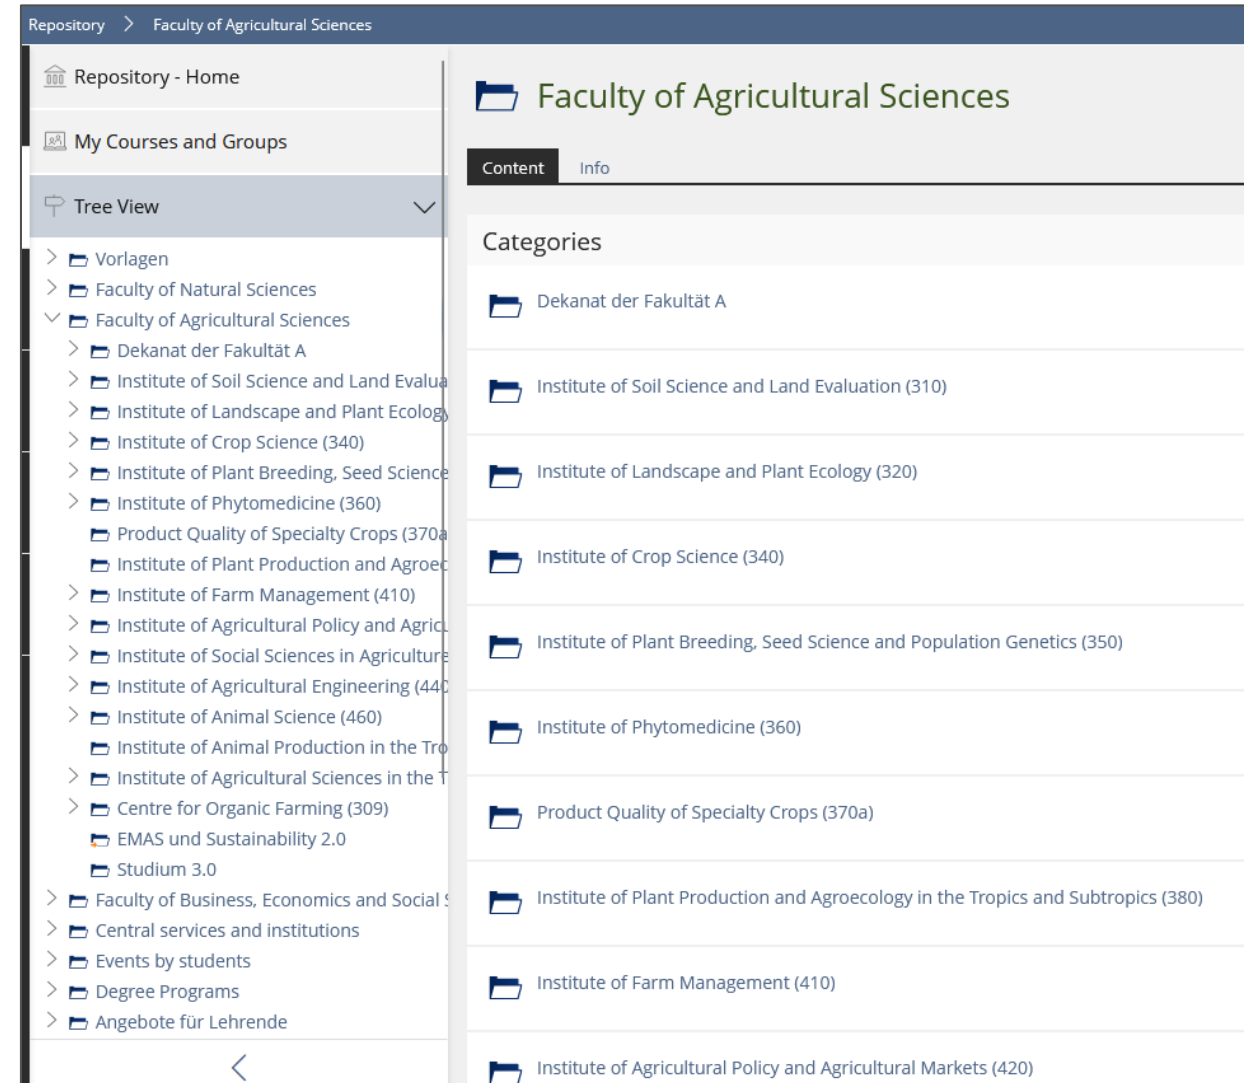 Repository > Faculty of Agricultural Sciences
Repository - Home
My Courses and Groups
Tree View
Vorlagen
Faculty of Natural Sciences
Faculty of Agricultural Sciences
Dekanat der Fakultät A
Institute of Soil Science and Land Evalua
Institute of Landscape and Plant Ecology
Institute of Crop Science (340)
Institute of Plant Breeding, Seed Science
Institute of Phytomedicine (360)
Product Quality of Specialty Crops (370a
Institute of Plant Production and Agroec
Institute of Farm Management (410)
Institute of Agricultural Policy and Agricu
Institute of Social Sciences in Agriculture
Institute of Agricultural Engineering (440
Institute of Animal Science (460)
Institute of Animal Production in the Tro
Institute of Agricultural Sciences in the T
Centre for Organic Farming (309)
EMAS und Sustainability 2.0
Studium 3.0
Faculty of Business, Economics and Social S
Central services and institutions
Events by students
Degree Programs
Angebote für Lehrende
Faculty of Agricultural Sciences
Content Info
Categories
Dekanat der Fakultät A
Institute of Soil Science and Land Evaluation (310)
Institute of Landscape and Plant Ecology (320)
Institute of Crop Science (340)
Institute of Plant Breeding, Seed Science and Population Genetics (350)
Institute of Phytomedicine (360)
Product Quality of Specialty Crops (370a)
Institute of Plant Production and Agroecology in the Tropics and Subtropics (380)
Institute of Farm Management (410)
Institute of Agricultural Policy and Agricultural Markets (420)